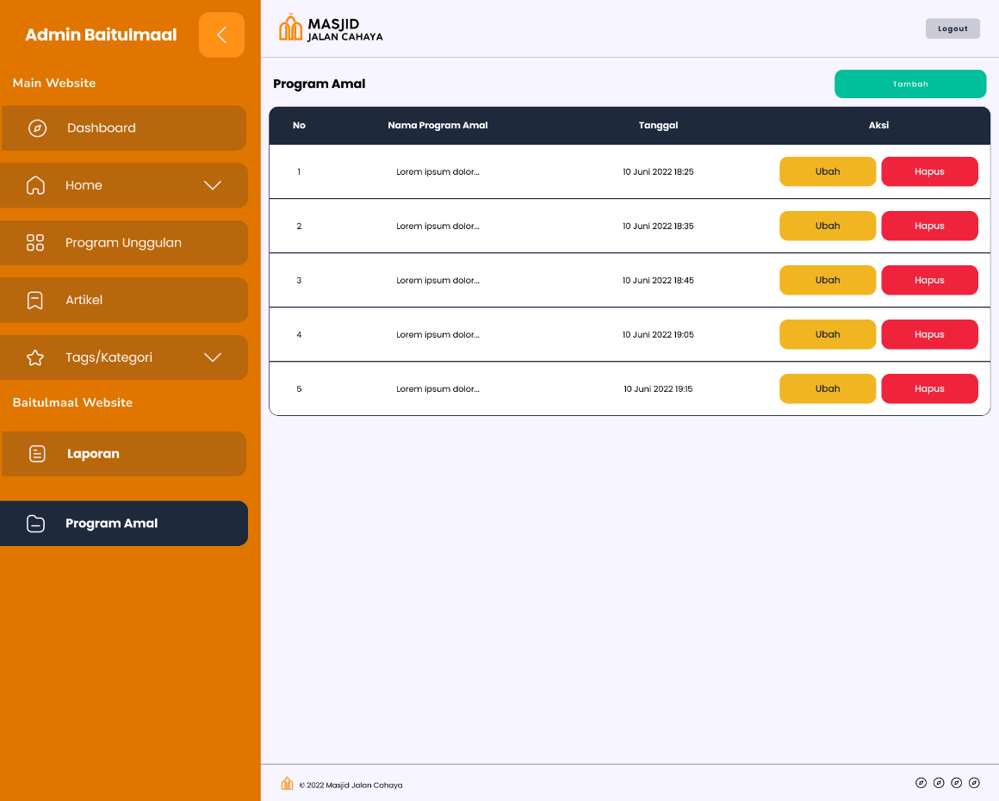 Admin Baitulmaal
Main Website
Dashboard
Home
Program Unggulan
Artikel
Tags/Kategori
Baitulmaal Website
Laporan
Program Amal
MASJID
JALAN CAHAYA
Logout
Program Amal
Tambah
No Nama Program Amal Tanggal Aksi
1 Lorem ipsum dolor... 10 Juni 2022 18:25 Ubah Hapus
2 Lorem ipsum dolor... 10 Juni 2022 18:35 Ubah Hapus
3 Lorem ipsum dolor... 10 Juni 2022 18:45 Ubah Hapus
4 Lorem ipsum dolor... 10 Juni 2022 19:05 Ubah Hapus
5 Lorem ipsum dolor... 10 Juni 2022 19:15 Ubah Hapus
© 2022 Masjid Jalan Cahaya